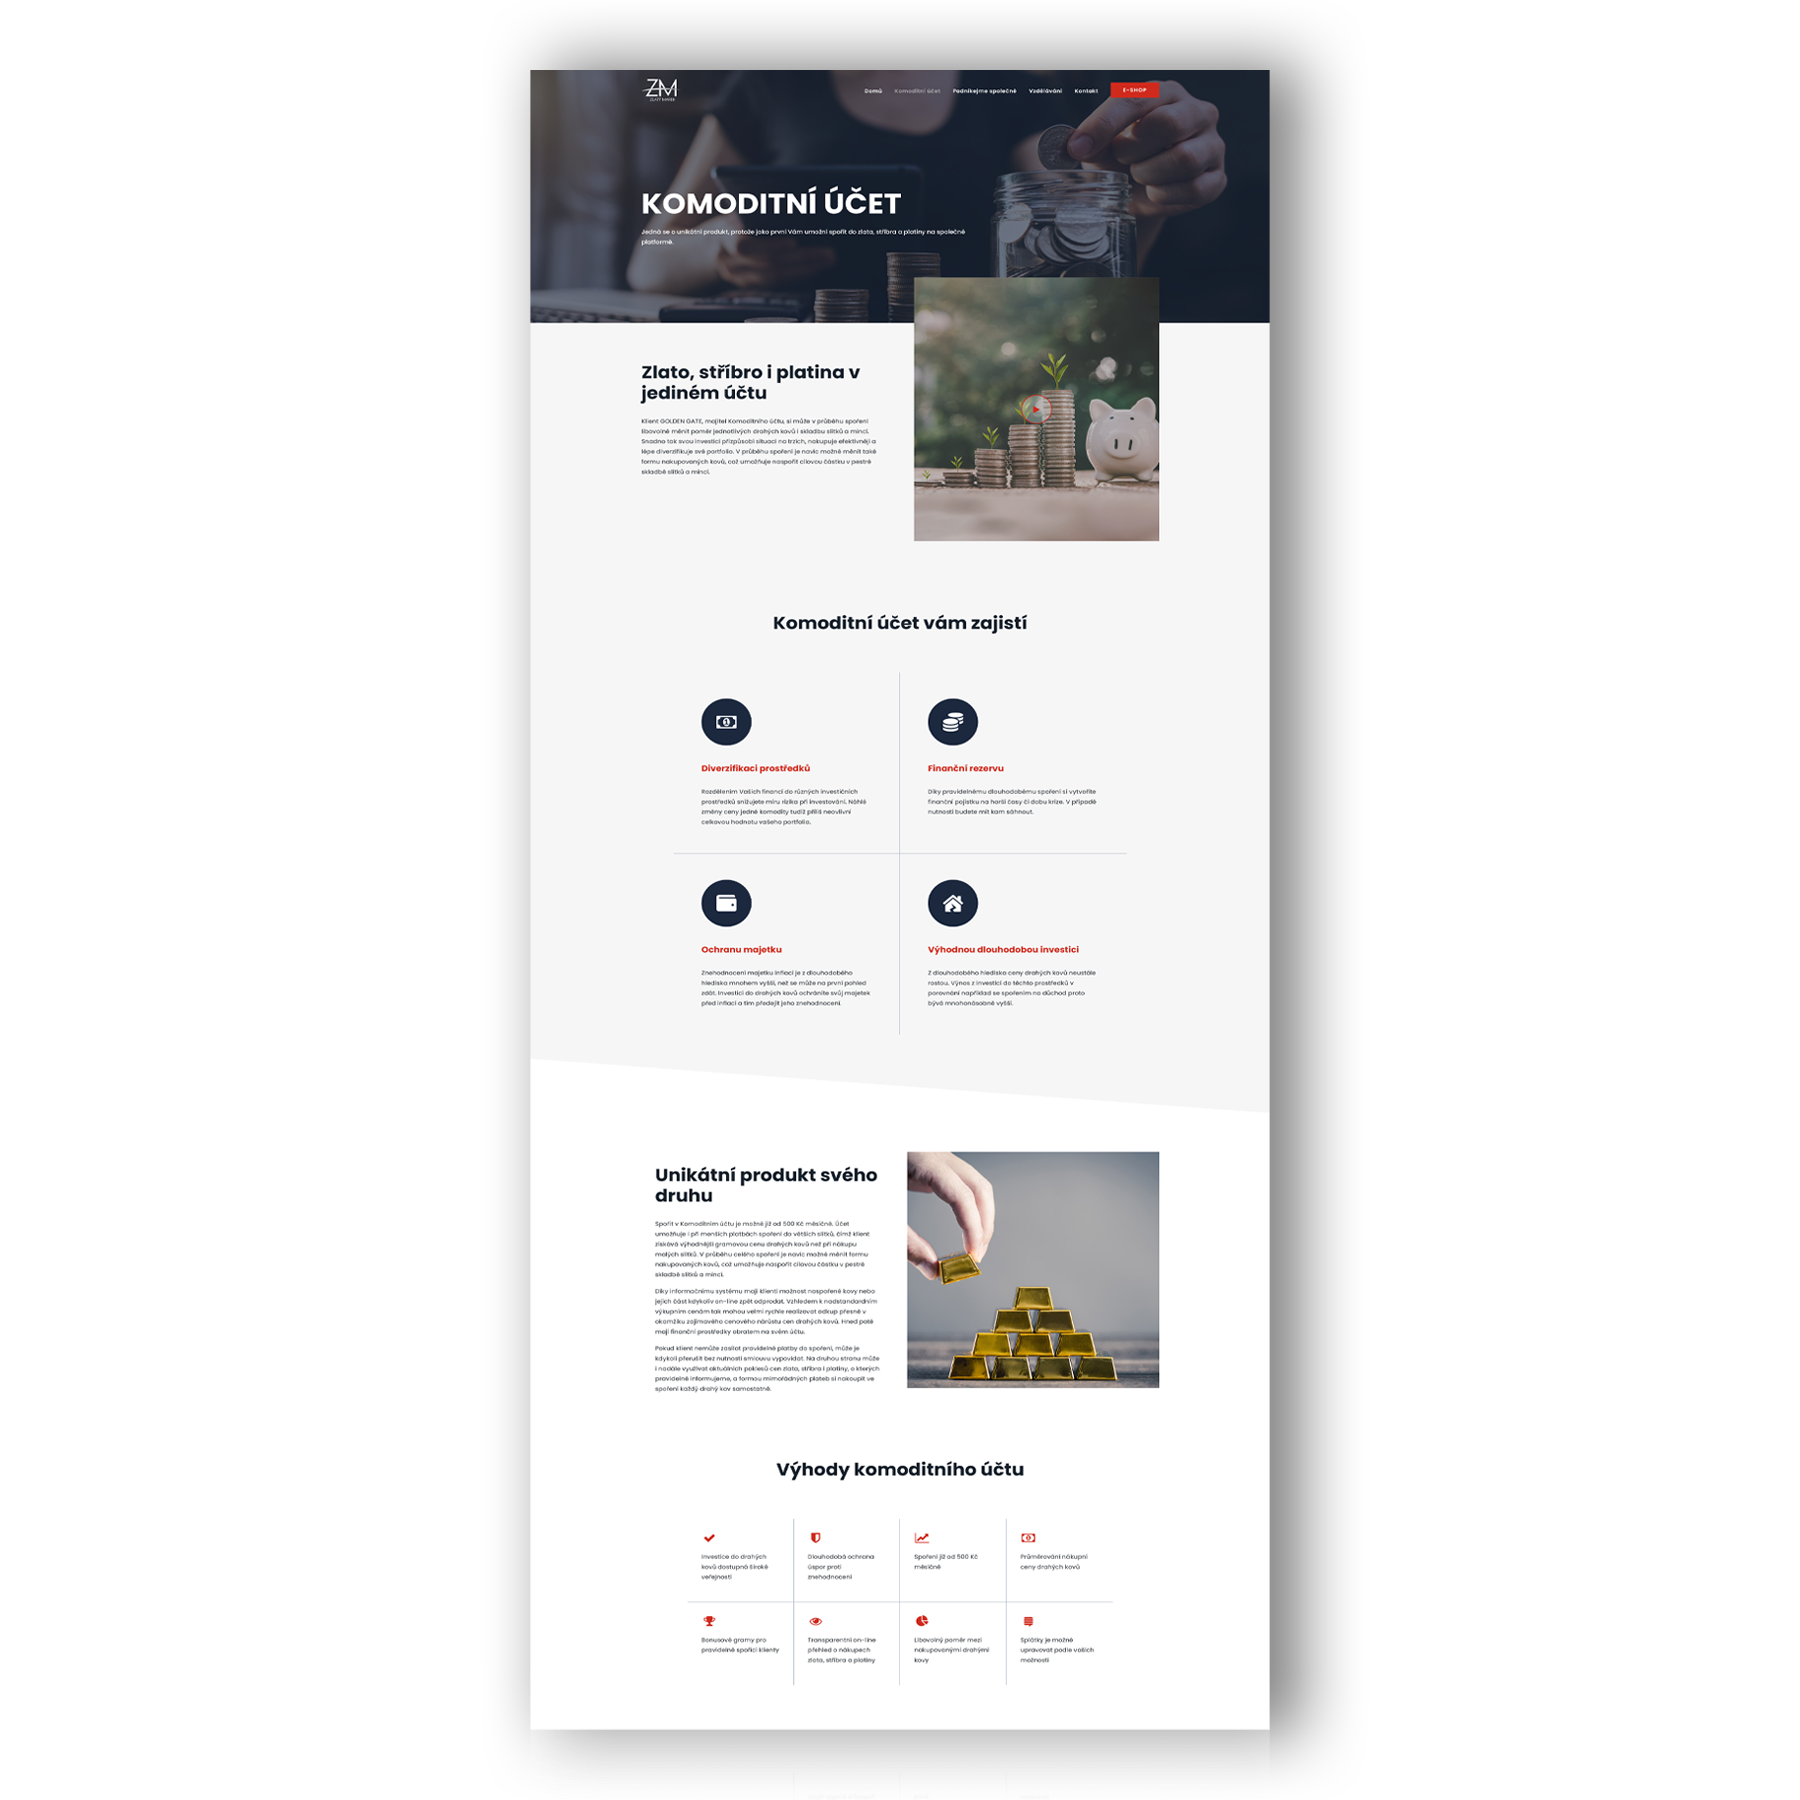 ZM
Domů Komoditní účet Podnikejme společně Vzdělávání Kontakt E-SHOP
KOMODITNÍ ÚČET
Jedná se o unikátní produkt, protože jako první Vám umožní spořit do zlata, stříbra a platiny na společné
platformě.
Zlato, stříbro i platina v
jediném účtu
Klient GOLDEN GATE, majitel Komoditního účtu, si může v průběhu spoření
libovolně měnit poměr jednotlivých drahých kovů i skladbu slitků a mincí.
Snadno tak svou investici přizpůsobí situaci na trzích, nakupuje efektivněji a
lépe diverzifikuje své portfolio. V průběhu spoření je navíc možné měnit také
formu nakupovaných kovů, což umožňuje naspořit cílovou částku v pestré
skladbě slitků a mincí.
Komoditní účet vám zajistí
Diverzifikaci prostředků
Rozdělením Vašich financí do různých investičních
prostředků snižujete míru rizika při investování. Náhlé
změny ceny jedné komodity tudíž příliš neovlivní
celkovou hodnotu vašeho portfolia.
Finanční rezervu
Díky pravidelnému dlouhodobému spoření si vytvoříte
finanční pojistku na horší časy či dobu krize. V případě
nutnosti budete mít kam sáhnout.
Ochranu majetku
Znehodnocení majetku inflací je z dlouhodobého
hlediska mnohem vyšší, než se může na první pohled
zdát. Investicí do drahých kovů ochráníte svůj majetek
před inflací a tím předejít jeho znehodnocení.
Výhodnou dlouhodobou investici
Z dlouhodobého hlediska ceny drahých kovů neustále
rostou. Výnos z investic do těchto prostředků v
porovnání například se spořením na důchod proto
bývá mnohonásobně vyšší.
Unikátní produkt svého
druhu
Spořit v Komoditním účtu je možné již od 500 Kč měsíčně. Účet
umožňuje i při menších platbách spoření do větších slitků, čímž klient
získává výhodnější gramovou cenu drahých kovů než při nákupu
malých slitků. V průběhu celého spoření je navíc možné měnit formu
nakupovaných kovů, což umožňuje naspořit cílovou částku v pestré
skladbě slitků a mincí.
Díky informačnímu systému mají klienti možnost naspořené kovy nebo
jejich část kdykoliv on-line zpět odprodat. Vzhledem k nadstandardním
výkupním cenám tak mohou velmi rychle realizovat odkup přesně v
okamžiku zajímavého cenového nárůstu cen drahých kovů. Hned poté
mají finanční prostředky obratem na svém účtu.
Pokud klient nemůže zasílat pravidelné platby do spoření, může je
kdykoli přerušit bez nutnosti smlouvu vypovídat. Na druhou stranu může
i nadále využívat aktuálních poklesů cen zlata, stříbra i platiny, o kterých
pravidelně informujeme, a formou mimořádných plateb si nakoupit ve
spoření každý drahý kov samostatně.
Výhody komoditního účtu
Investice do drahých
kovů dostupná široké
veřejnosti
Dlouhodobá ochrana
úspor proti
znehodnocení
Spoření již od 500 Kč
měsíčně
Průměrování nákupní
ceny drahých kovů
Bonusové gramy pro
pravidelně spořící klienty
Transparentní on-line
přehled o nákupech
zlata, stříbra a platiny
Libovolný poměr mezi
nakupovanými drahými
kovy
Splátky je možné
upravovat podle vašich
možností